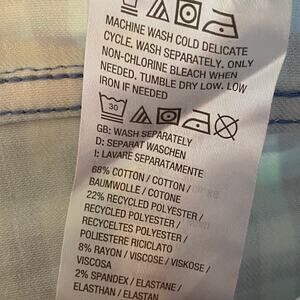 MACHINE WASH COLD DELICATE
CYCLE. WASH SEPARATELY. ONLY
NON-CHLORINE BLEACH WHEN
NEEDED. TUMBLE DRY LOW. LOW
IRON IF NEEDED
30
GB: WASH SEPARATELY
D: SEPARAT WASCHEN
I: LAVARE SEPARATAMENTE
68% COTTON / COTTON /
BAUMWOLLE / COTONE
22% RECYCLED POLYESTER /
RECYCLED POLYESTER /
RECYCELTES POLYESTER /
POLIESTERE RICICLATO
8% RAYON / VISCOSE / VISKOSE /
VISCOSA
2% SPANDEX / ELASTANE /
ELASTHAN / ELASTAN